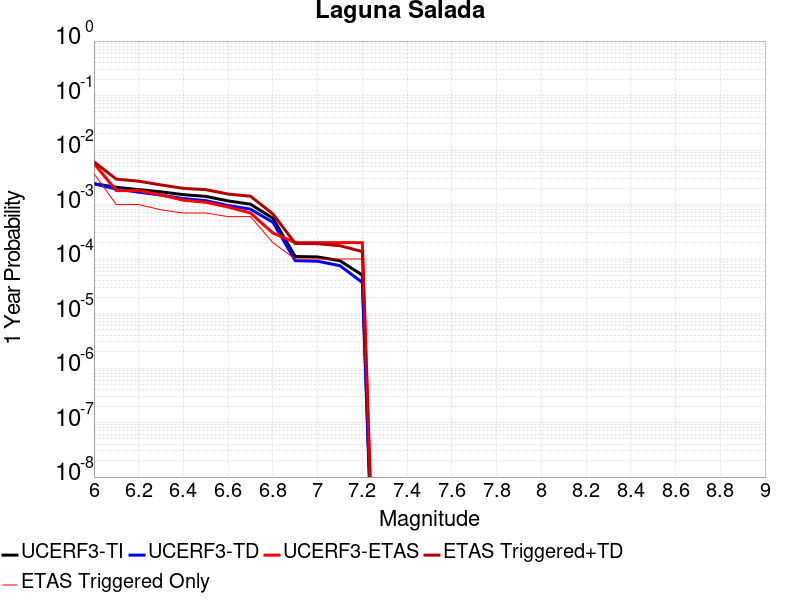 Laguna Salada
10^0
10^-1
10^-2
10^-3
10^-4
10^-5
10^-6
10^-7
10^-8
1 Year Probability
6 6.2 6.4 6.6 6.8 7 7.2 7.4 7.6 7.8 8 8.2 8.4 8.6 8.8 9
Magnitude
UCERF3-TI UCERF3-TD UCERF3-ETAS ETAS Triggered+TD
ETAS Triggered Only